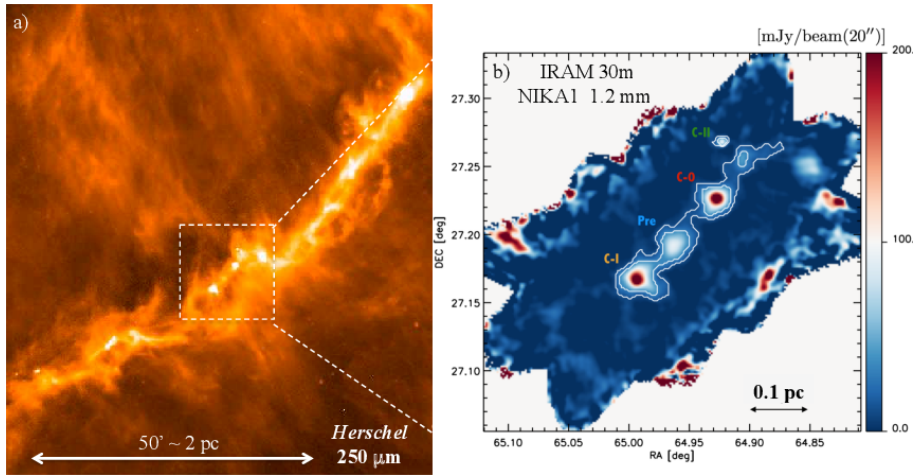 a)
50' ~ 2 pc
Herschel
250 μm
[mJy/beam(20'')]
b) IRAM 30m
NIKA1 1.2 mm
200.
100.
0.0
27.30
27.25
27.20
27.15
27.10
DEC [deg]
C-II
C-0
Pre
C-I
0.1 pc
65.10 65.05 65.00 64.95 64.90 64.85
RA [deg]